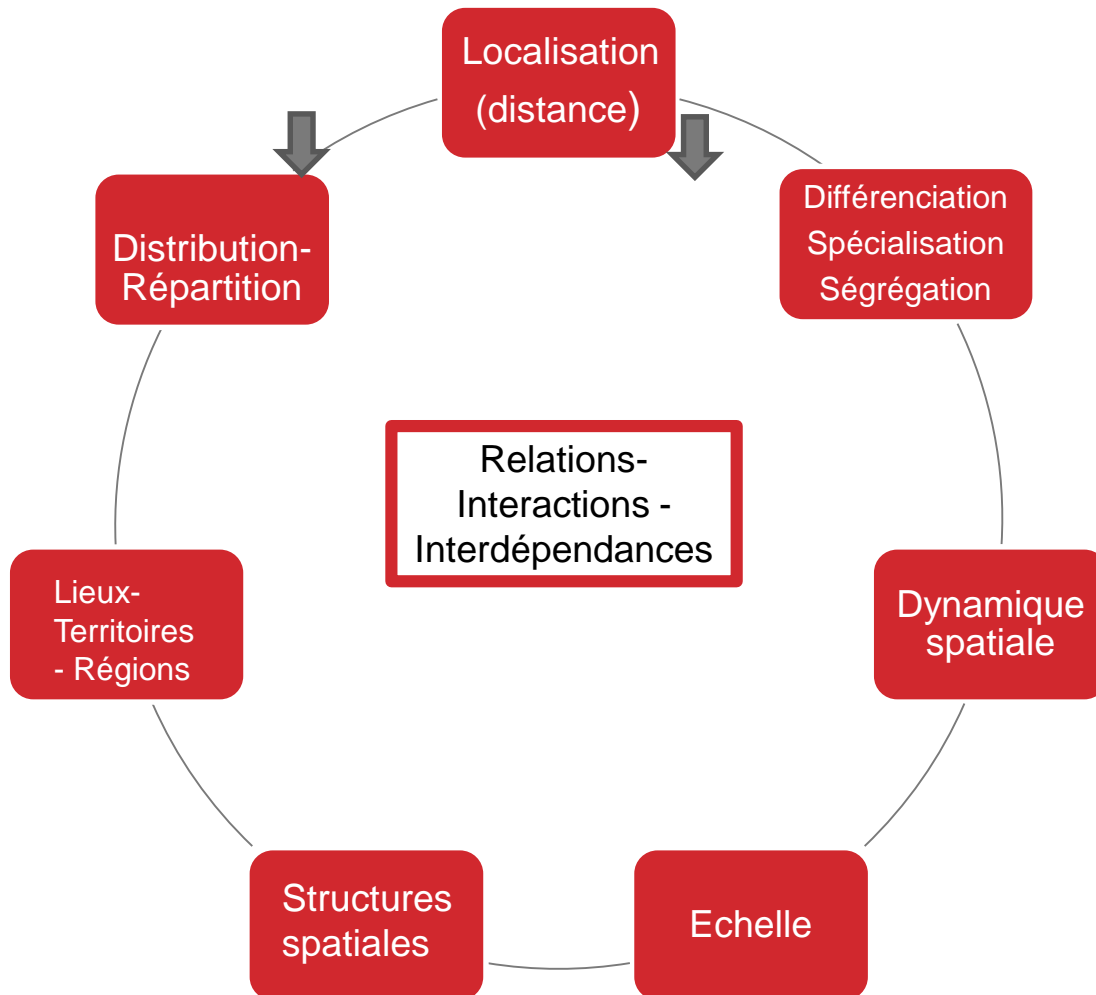 Localisation
(distance)
Différenciation
Spécialisation
Ségrégation
Distribution-
Répartition
Relations-
Interactions -
Interdépendances
Lieux-
Territoires
- Régions
Dynamique
spatiale
Structures
spatiales
Echelle